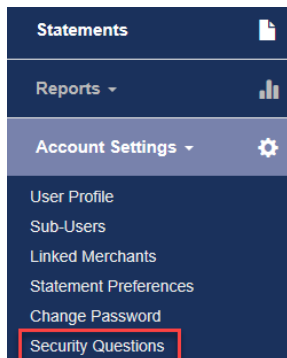 Statements
Reports
Account Settings
User Profile
Sub-Users
Linked Merchants
Statement Preferences
Change Password
Security Questions